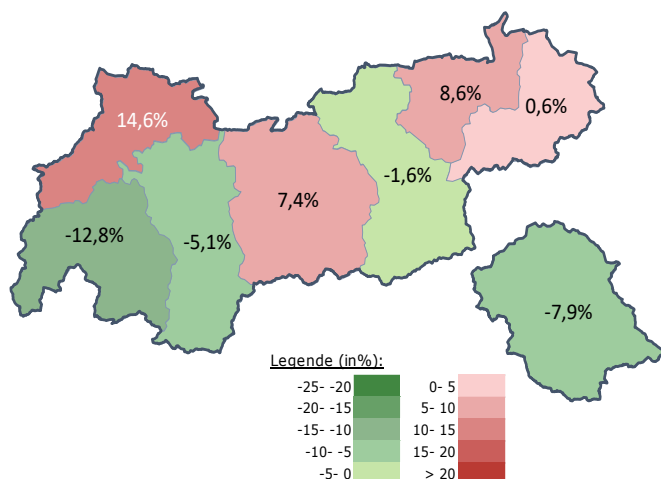 8,6%
0,6%
14,6%
-1,6%
7,4%
-12,8%
-5,1%
-7,9%
Legende (in%):
-25- -20 0- 5
-20- -15 5- 10
-15- -10 10- 15
-10- -5 15- 20
-5- 0 > 20